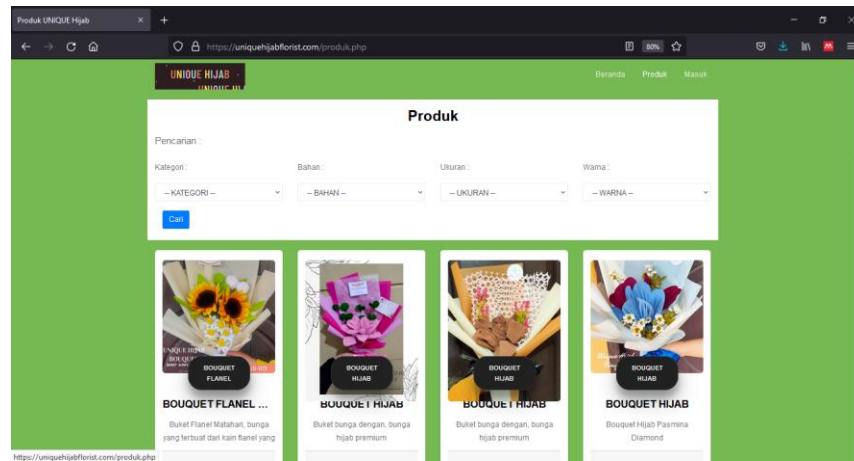 Produk UNIQUE Hijab
https://uniquehijabflorist.com/produk.php
80%
UNIQUE HIJAB
Beranda Produk Masuk
Produk
Pencarian :
Kategori : Bahan : Ukuran : Warna :
-- KATEGORI -- -- BAHAN -- -- UKURAN -- -- WARNA --
Cari
BOUQUET
FLANEL
BOUQUET
HIJAB
BOUQUET
HIJAB
BOUQUET
HIJAB
BOUQUET FLANEL ... BOUQUET HIJAB BOUQUET HIJAB BOUQUET HIJAB
Buket Flanel Matahari, bunga
yang terbuat dari kain flanel yang
Buket bunga dengan, bunga
hijab premium
Buket bunga dengan, bunga
hijab premium
Bouquet Hijab Pasmina
Diamond
https://uniquehijabflorist.com/produk.php